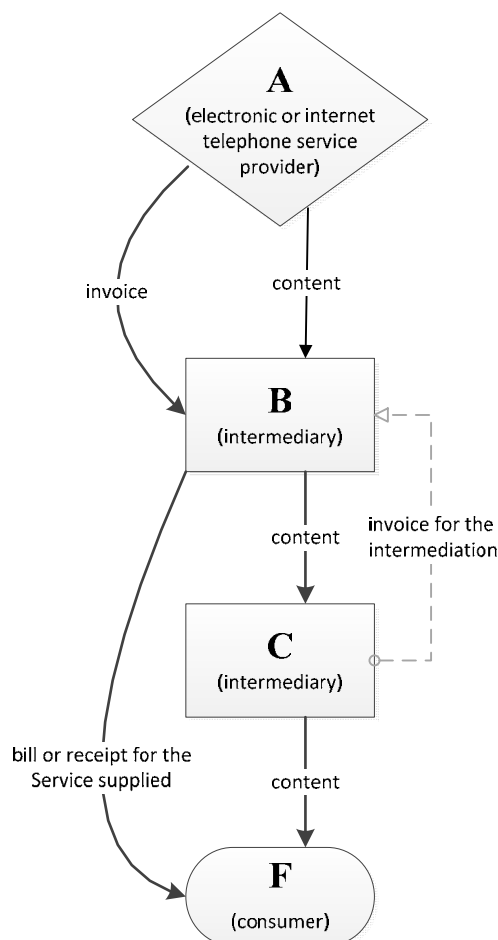 A
(electronic or internet
telephone service
provider)
invoice
content
B
(intermediary)
content
invoice for the
intermediation
C
(intermediary)
bill or receipt for the
Service supplied
content
F
(consumer)